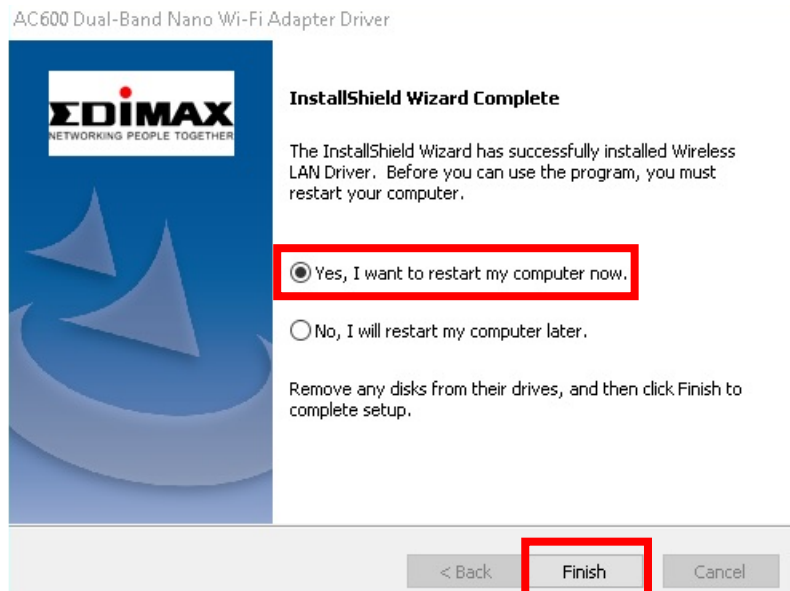 AC600 Dual-Band Nano Wi-Fi Adapter Driver
EDIMAX
NETWORKING PEOPLE TOGETHER
InstallShield Wizard Complete
The InstallShield Wizard has successfully installed Wireless
LAN Driver.  Before you can use the program, you must
restart your computer.
Yes, I want to restart my computer now.
No, I will restart my computer later.
Remove any disks from their drives, and then click Finish to
complete setup.
< Back Finish Cancel